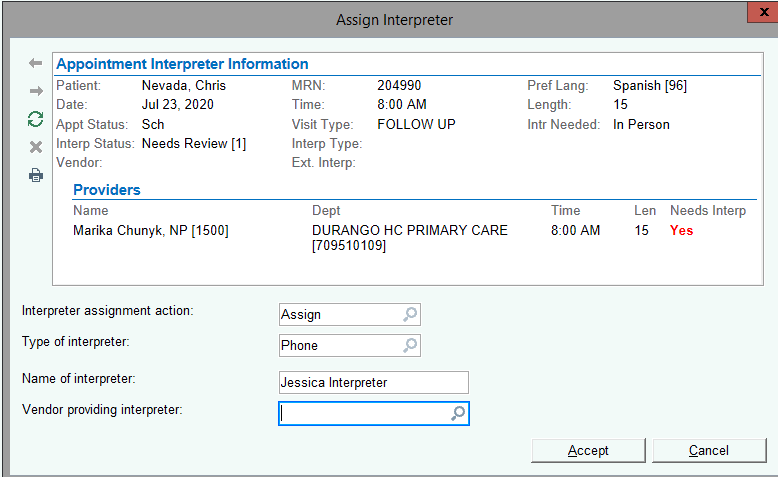 Assign Interpreter
Appointment Interpreter Information
Patient: Nevada, Chris MRN: 204990 Pref Lang: Spanish [96]
Date: Jul 23, 2020 Time: 8:00 AM Length: 15
Appt Status: Sch Visit Type: FOLLOW UP Intr Needed: In Person
Interp Status: Needs Review [1] Interp Type:
Vendor: Ext. Interp:
Providers
Name Dept Time Len Needs Interp
Marika Chunyk, NP [1500] DURANGO HC PRIMARY CARE 8:00 AM 15 Yes
[709510109]
Interpreter assignment action: Assign
Type of interpreter: Phone
Name of interpreter: Jessica Interpreter
Vendor providing interpreter:
Accept Cancel